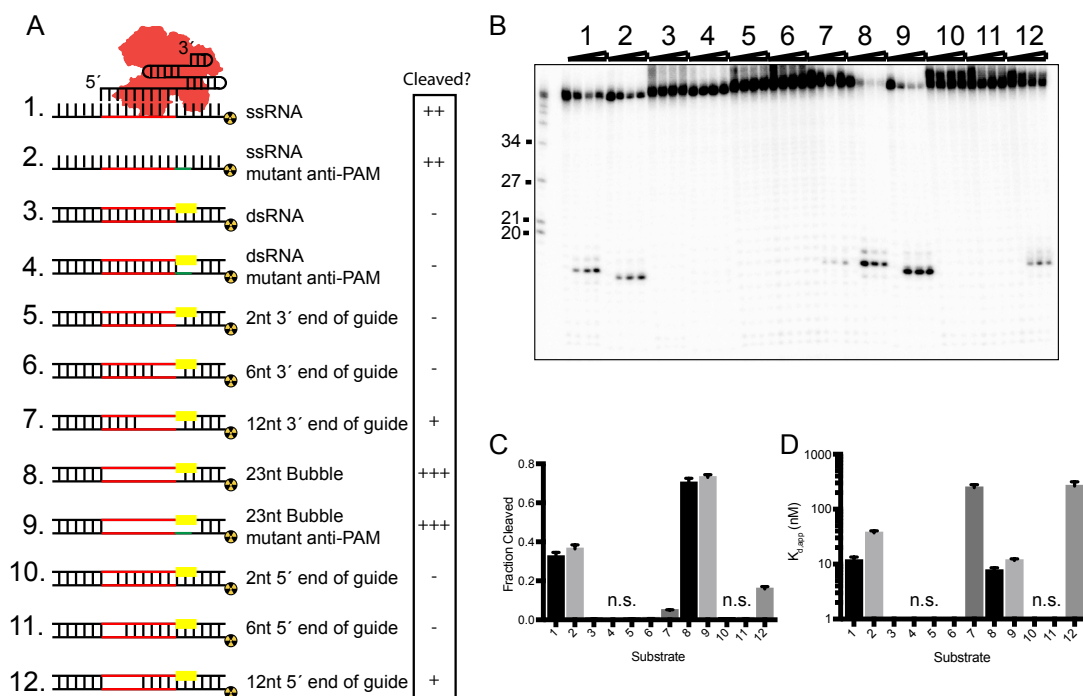 A
3´
5´
Cleaved?
1. ssRNA ++
2. ssRNA
mutant anti-PAM ++
3. dsRNA -
4. dsRNA
mutant anti-PAM -
5. 2nt 3´ end of guide -
6. 6nt 3´ end of guide -
7. 12nt 3´ end of guide +
8. 23nt Bubble +++
9. 23nt Bubble
mutant anti-PAM +++
10. 2nt 5´ end of guide -
11. 6nt 5´ end of guide -
12. 12nt 5´ end of guide +
B
1 2 3 4 5 6 7 8 9 10 11 12
34
27
21
20
C
Fraction Cleaved
0.8
0.6
0.4
0.2
0.0
n.s. n.s.
1 2 3 4 5 6 7 8 9 10 11 12
Substrate
D
Kd,app (nM)
1000
100
10
1
n.s. n.s.
1 2 3 4 5 6 7 8 9 10 11 12
Substrate